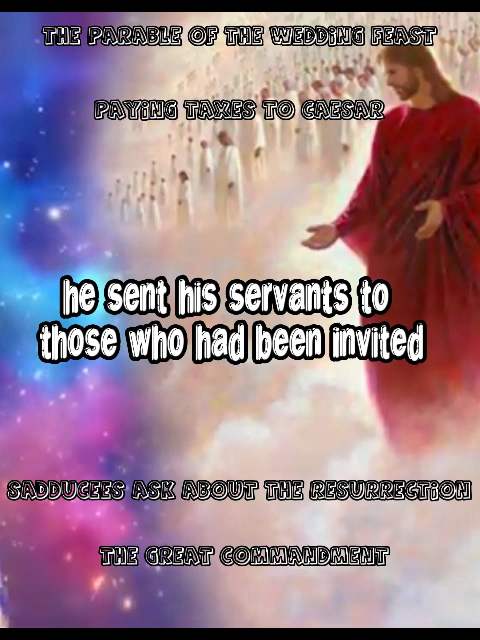 THE PARABLE OF THE WEDDING FEAST
PAYING TAXES TO CAESAR
he sent his servants to
those who had been invited
SADDUCEES ASK ABOUT THE RESURRECTION
THE GREAT COMMANDMENT